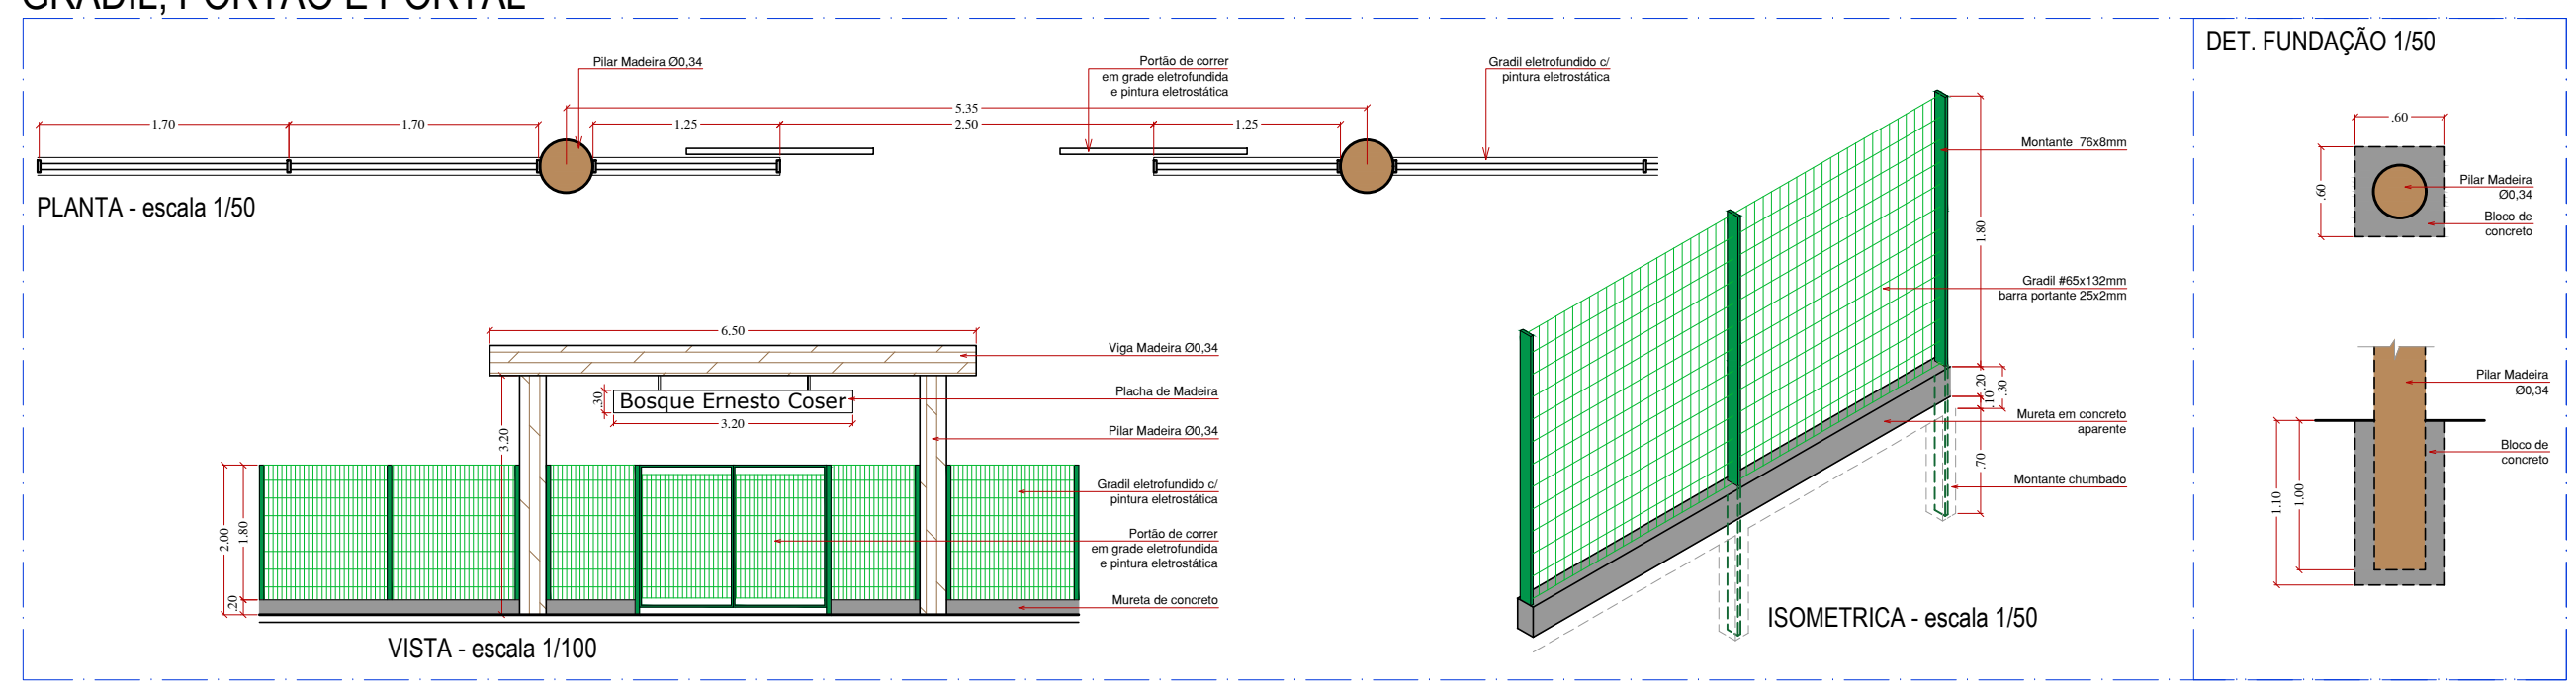 GRADIL, PORTÃO E PORTAL
Pilar Madeira Ø0,34
Portão de correr
em grade eletrofundida
e pintura eletrostática
Gradil eletrofundido c/
pintura eletrostática
5.35
1.70
1.70
1.25
2.50
1.25
PLANTA - escala 1/50
6.50
Viga Madeira Ø0,34
Placha de Madeira
.30
Bosque Ernesto Coser
3.20
3.20
Pilar Madeira Ø0,34
Gradil eletrofundido c/
pintura eletrostática
2.00
1.80
.20
Portão de correr
em grade eletrofundida
e pintura eletrostática
Mureta de concreto
VISTA - escala 1/100
Montante 76x8mm
1.80
Gradil #65x132mm
barra portante 25x2mm
.20
.10
.30
Mureta em concreto
aparente
.70
Montante chumbado
ISOMETRICA - escala 1/50
DET. FUNDAÇÃO 1/50
.60
.60
Pilar Madeira
Ø0,34
Bloco de
concreto
Pilar Madeira
Ø0,34
Bloco de
concreto
1.10
1.00